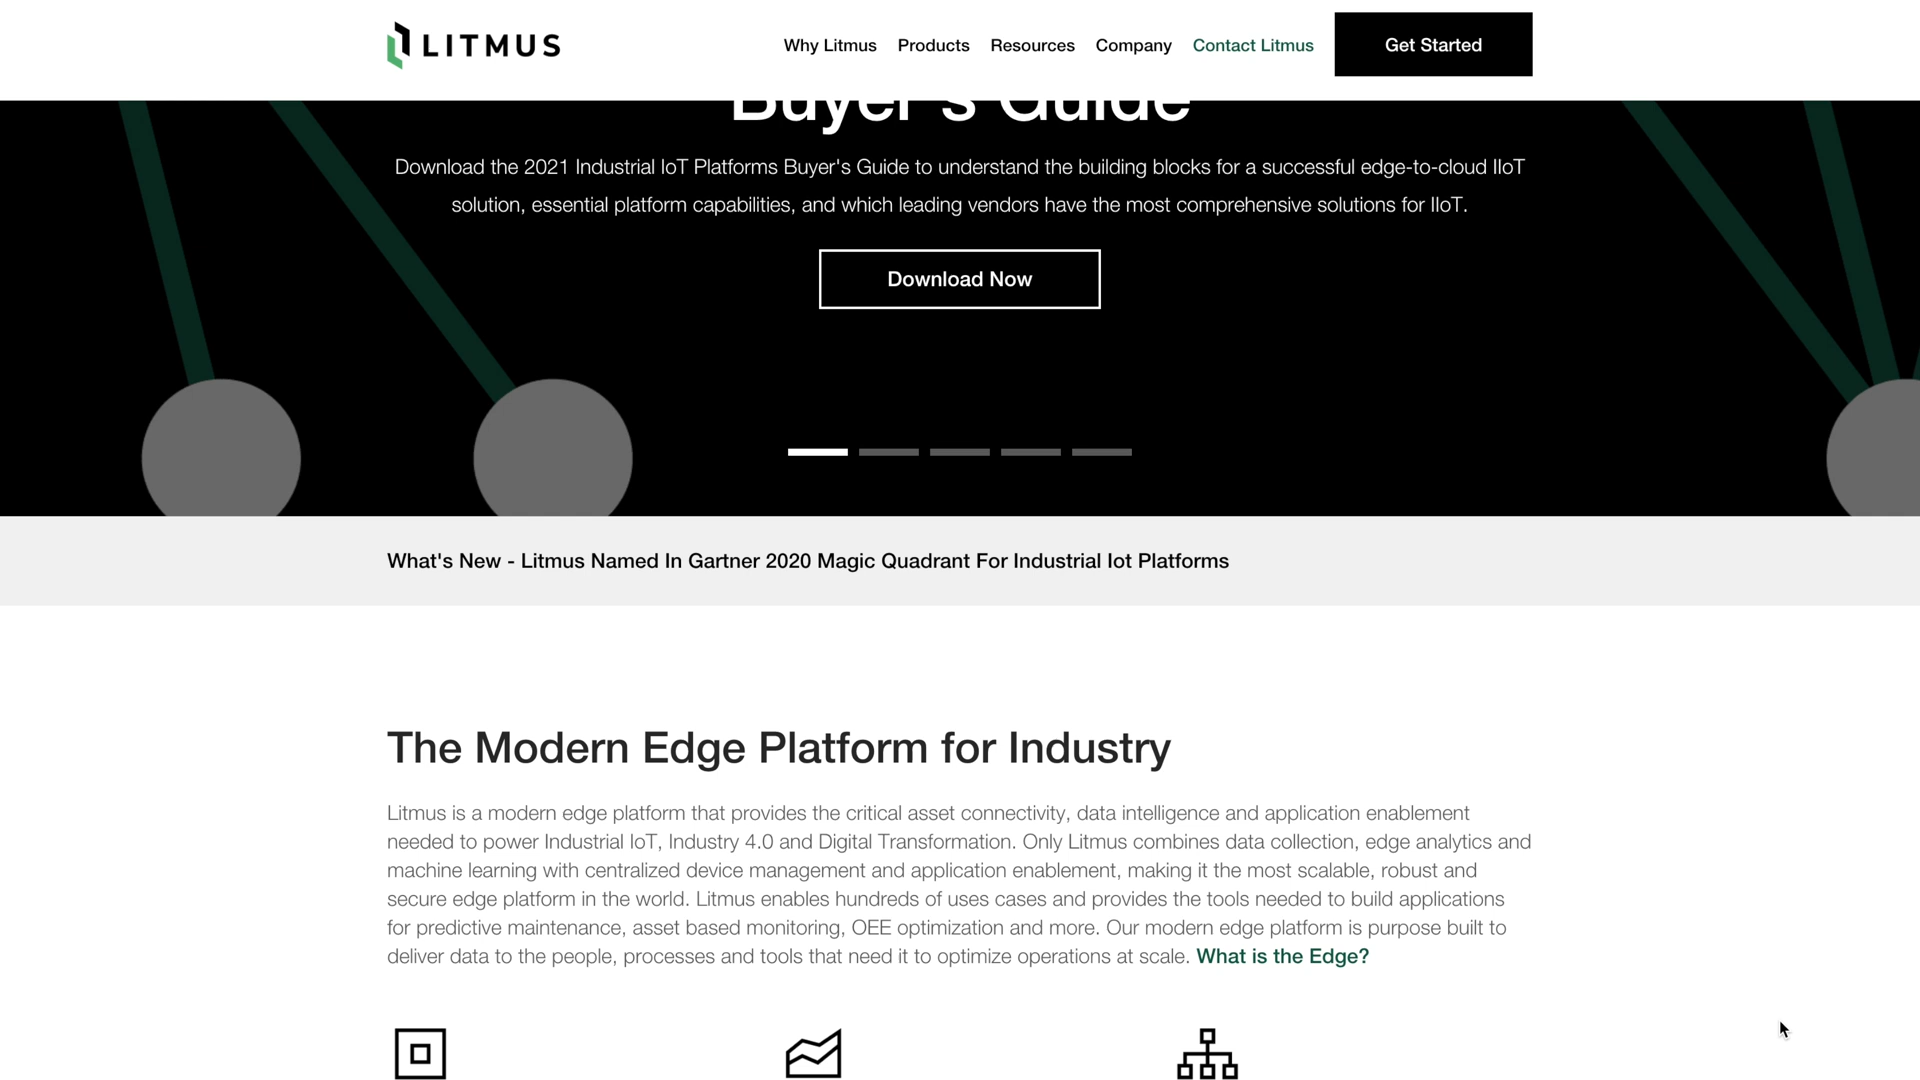 LITMUS
Why Litmus
Products
Resources
Company
Contact Litmus
Get Started
Buyer's Guide
Download the 2021 Industrial IoT Platforms Buyer's Guide to understand the building blocks for a successful edge-to-cloud IIoT
solution, essential platform capabilities, and which leading vendors have the most comprehensive solutions for IIoT.
Download Now
What's New - Litmus Named In Gartner 2020 Magic Quadrant For Industrial Iot Platforms
The Modern Edge Platform for Industry
Litmus is a modern edge platform that provides the critical asset connectivity, data intelligence and application enablement
needed to power Industrial IoT, Industry 4.0 and Digital Transformation. Only Litmus combines data collection, edge analytics and
machine learning with centralized device management and application enablement, making it the most scalable, robust and
secure edge platform in the world. Litmus enables hundreds of uses cases and provides the tools needed to build applications
for predictive maintenance, asset based monitoring, OEE optimization and more. Our modern edge platform is purpose built to
deliver data to the people, processes and tools that need it to optimize operations at scale. What is the Edge?